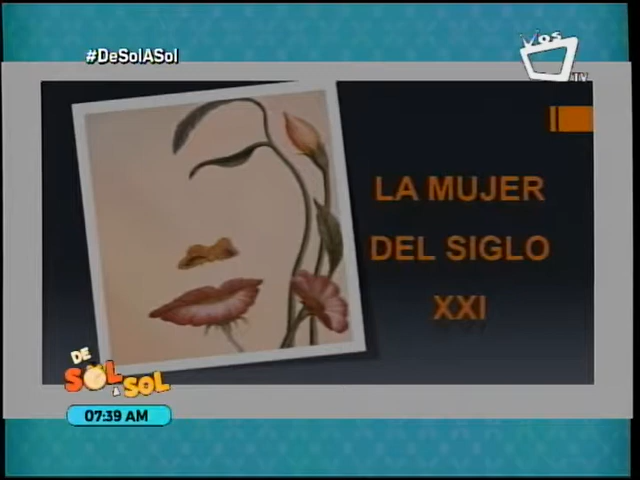 #DeSolASol
VOS
TV
LA MUJER
DEL SIGLO
XXI
DE
SOL
A
SOL
07:39 AM